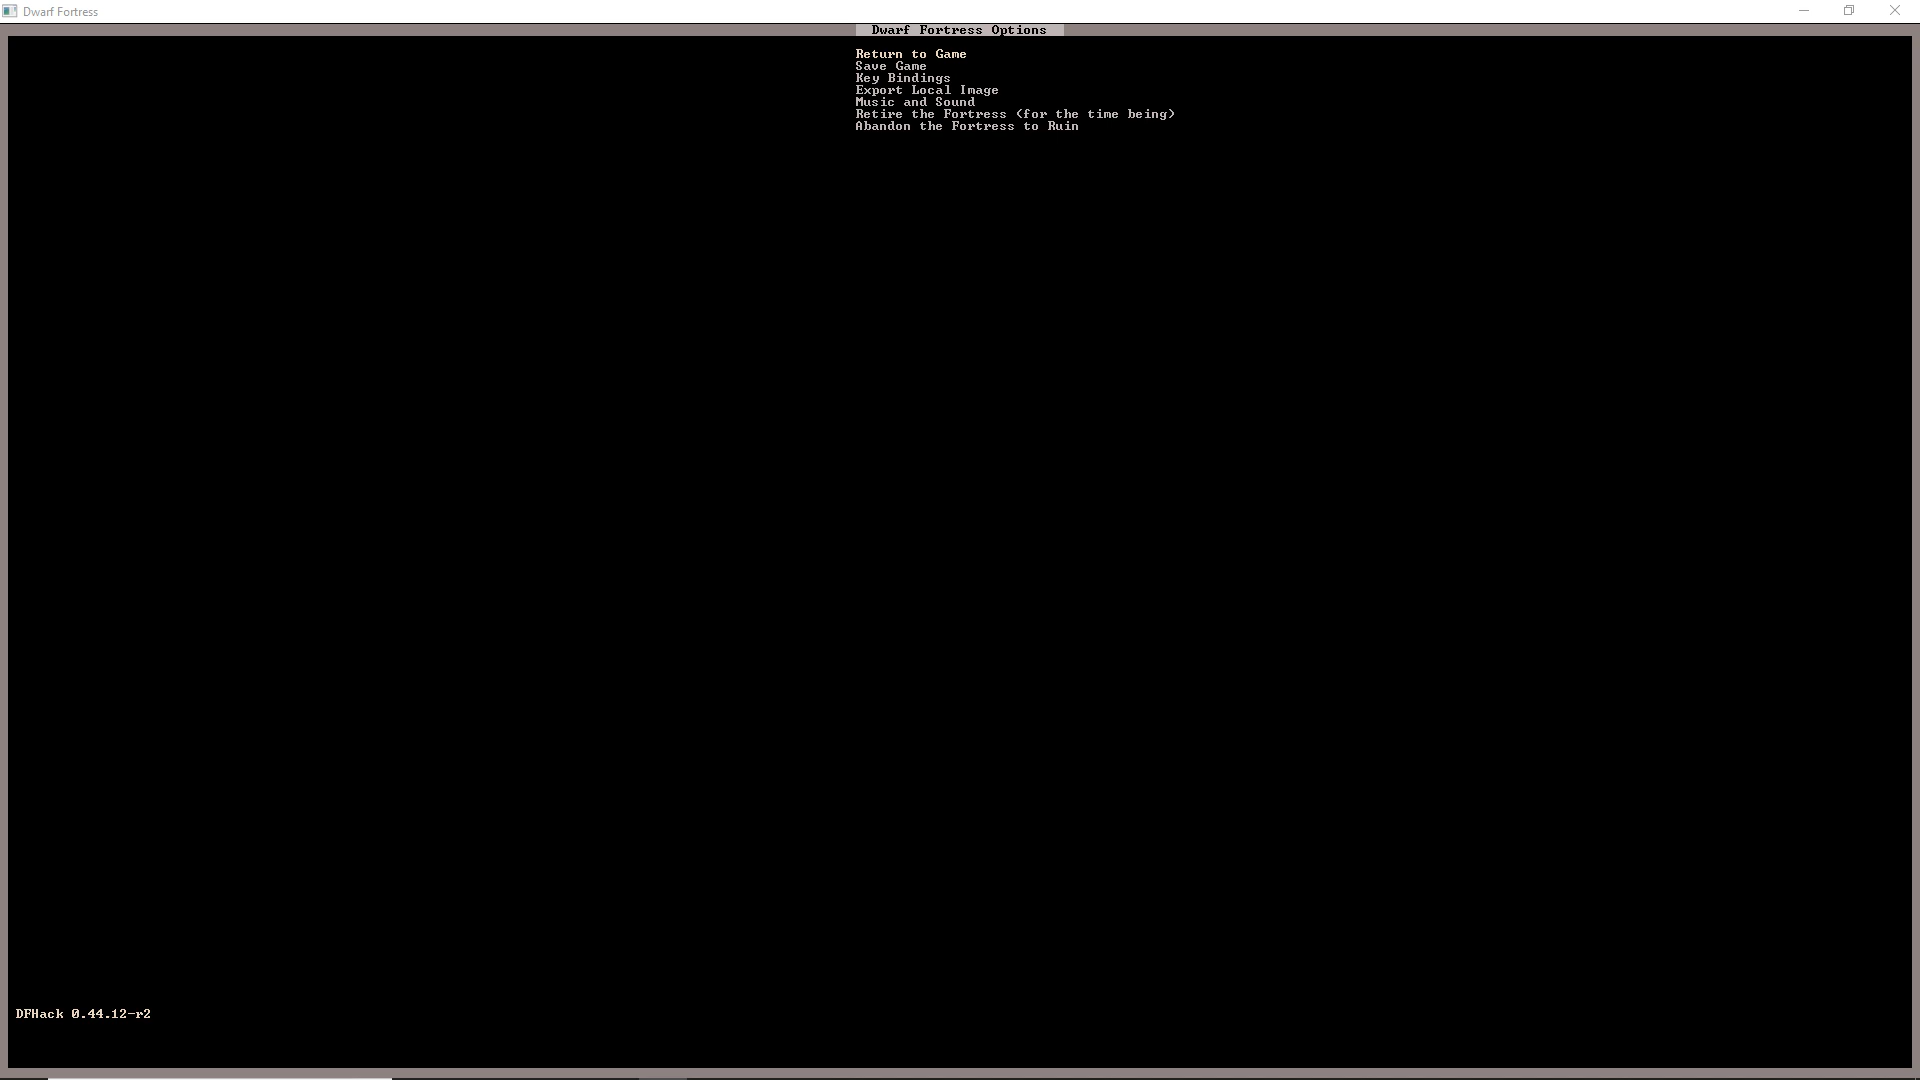 Dwarf Fortress
Dwarf Fortress Options
Return to Game
Save Game
Key Bindings
Export Local Image
Music and Sound
Retire the Fortress (for the time being)
Abandon the Fortress to Ruin
DFHack 0.44.12-r2